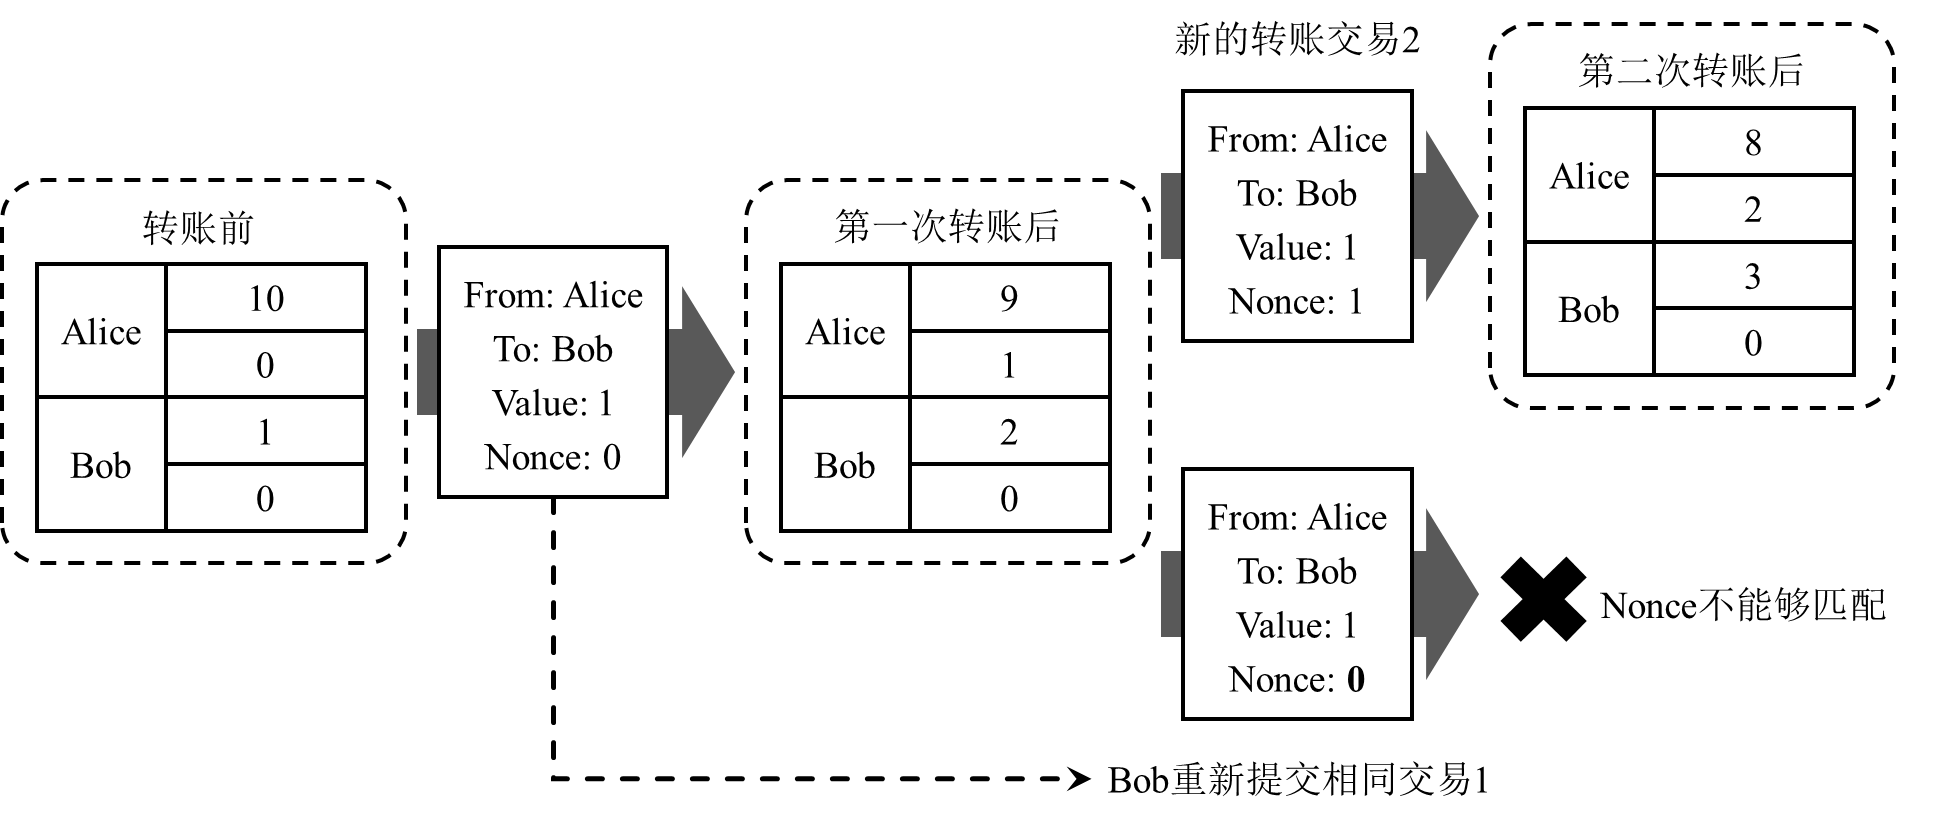 转账前
Alice
10
0
Bob
1
0
From: Alice
To: Bob
Value: 1
Nonce: 0
第一次转账后
Alice
9
1
Bob
2
0
新的转账交易2
From: Alice
To: Bob
Value: 1
Nonce: 1
第二次转账后
Alice
8
2
Bob
3
0
From: Alice
To: Bob
Value: 1
Nonce: 0
Nonce不能够匹配
Bob重新提交相同交易1